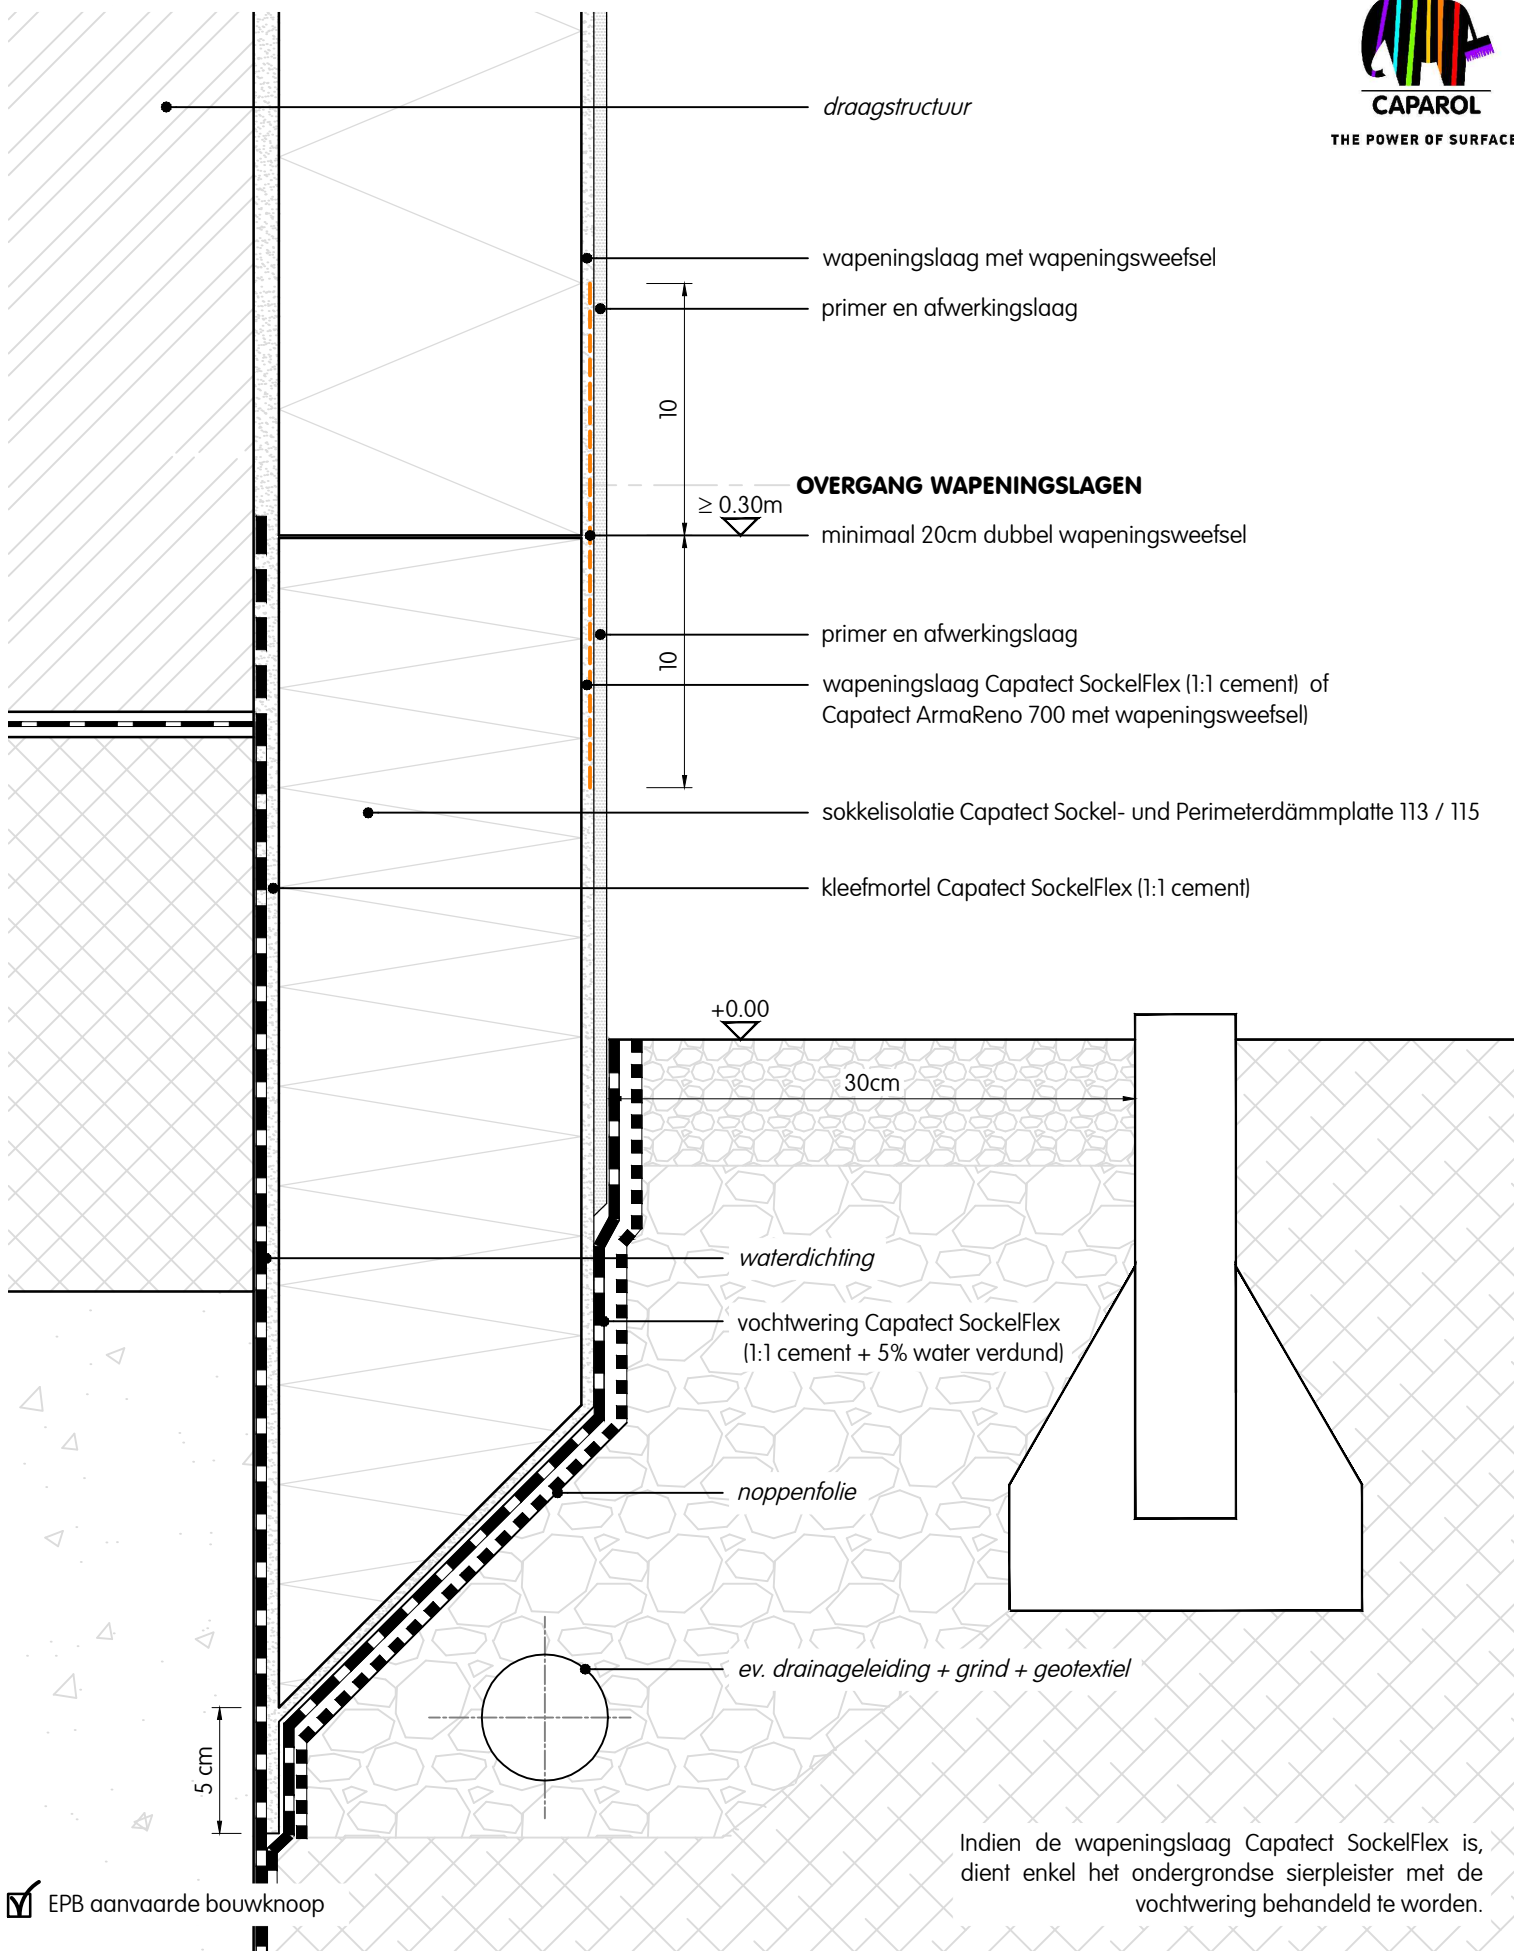 CAPAROL
THE POWER OF SURFACE
draagstructuur
wapeningslaag met wapeningsweefsel
primer en afwerkingslaag
10
OVERGANG WAPENINGSLAGEN
≥ 0.30m
minimaal 20cm dubbel wapeningsweefsel
primer en afwerkingslaag
10
wapeningslaag Capatect SockelFlex (1:1 cement) of
Capatect ArmaReno 700 met wapeningsweefsel)
sokkelisolatie Capatect Sockel- und Perimeterdämmplatte 113 / 115
kleefmortel Capatect SockelFlex (1:1 cement)
+0.00
30cm
waterdichting
vochtwering Capatect SockelFlex
(1:1 cement + 5% water verdund)
noppenfolie
ev. drainageleiding + grind + geotextiel
5 cm
Indien de wapeningslaag Capatect SockelFlex is,
dient enkel het ondergrondse sierpleister met de
vochtwering behandeld te worden.
EPB aanvaarde bouwknoop